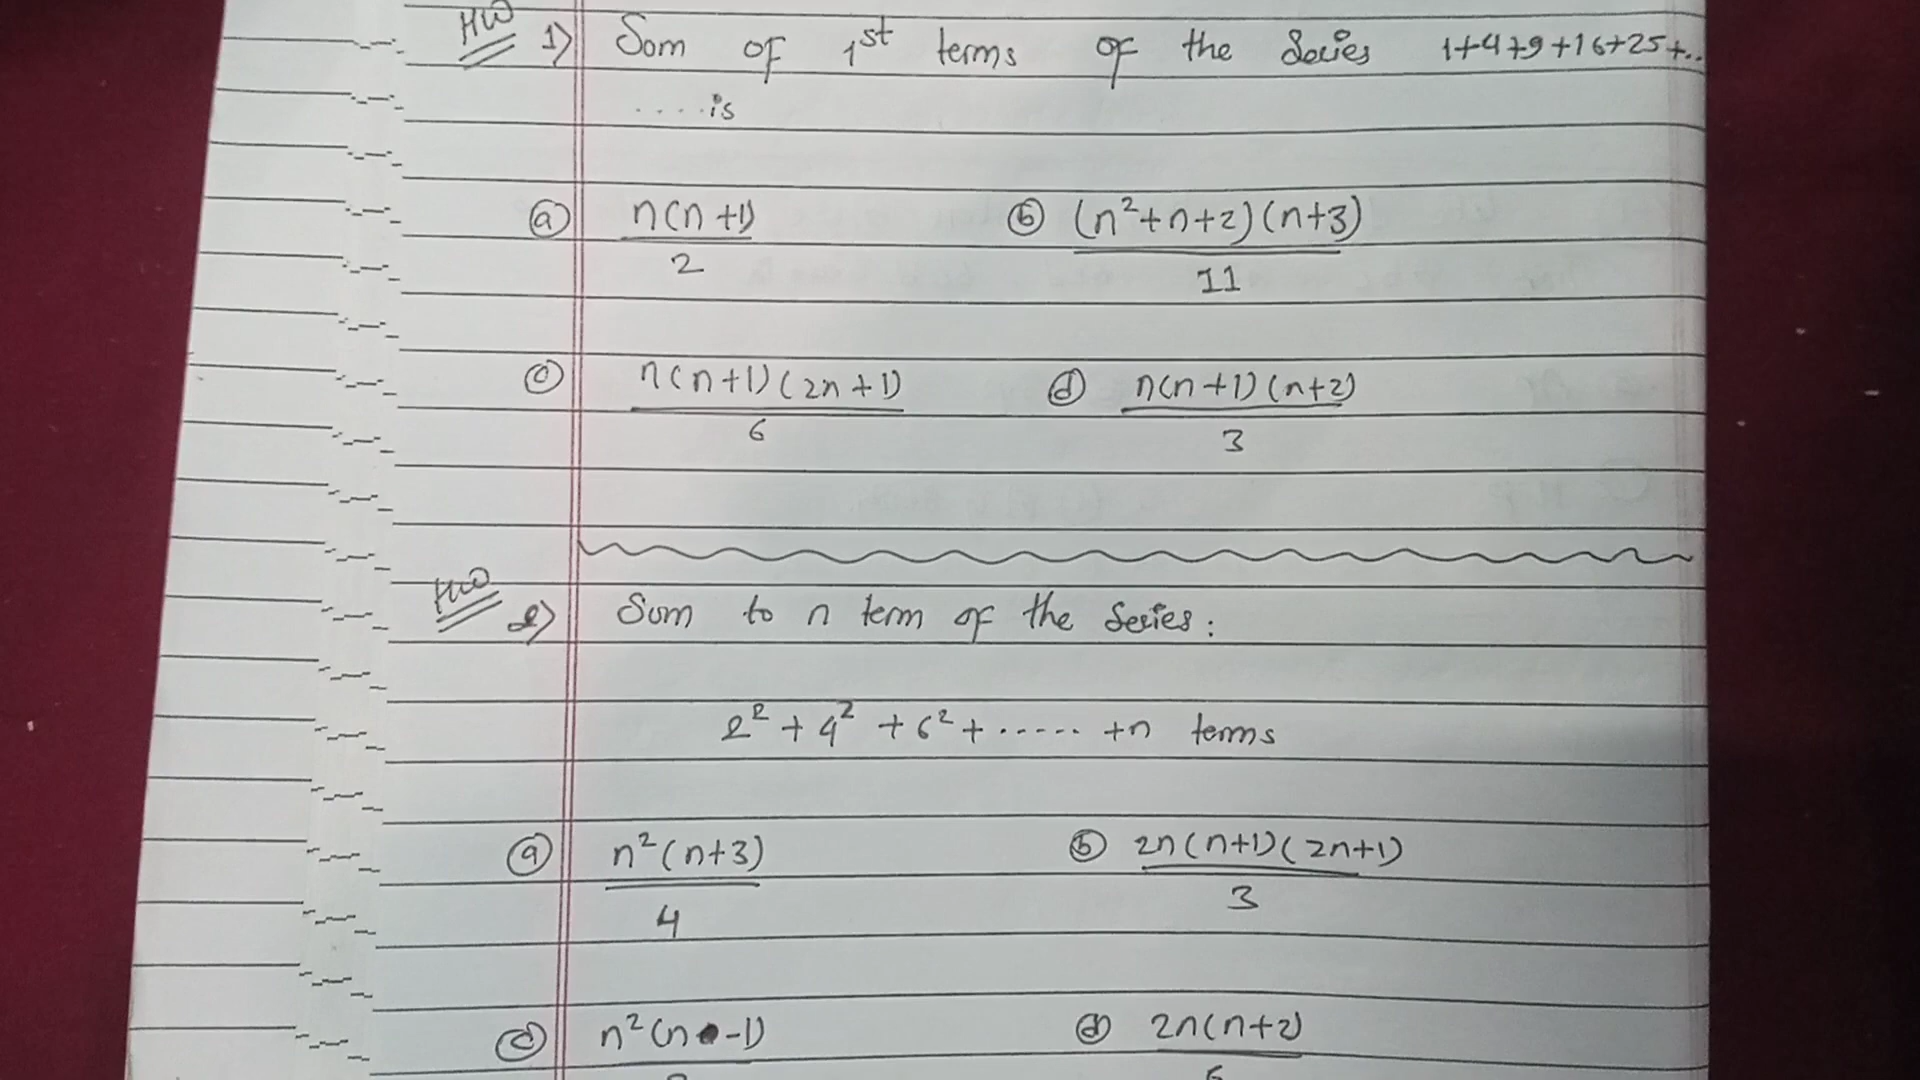 HW
1) Som of 1st terms of the Series 1+4+9+16+25+..
.... is
(a) n(n+1)/2 (b) (n²+n+2)(n+3)/11
(c) n(n+1)(2n+1)/6 (d) n(n+1)(n+2)/3
HW
2) Sum to n term of the Series:
2² + 4² + 6² + ..... +n terms
(a) n²(n+3)/4 (b) 2n(n+1)(2n+1)/3
(c) n²(n-1) (d) 2n(n+2)